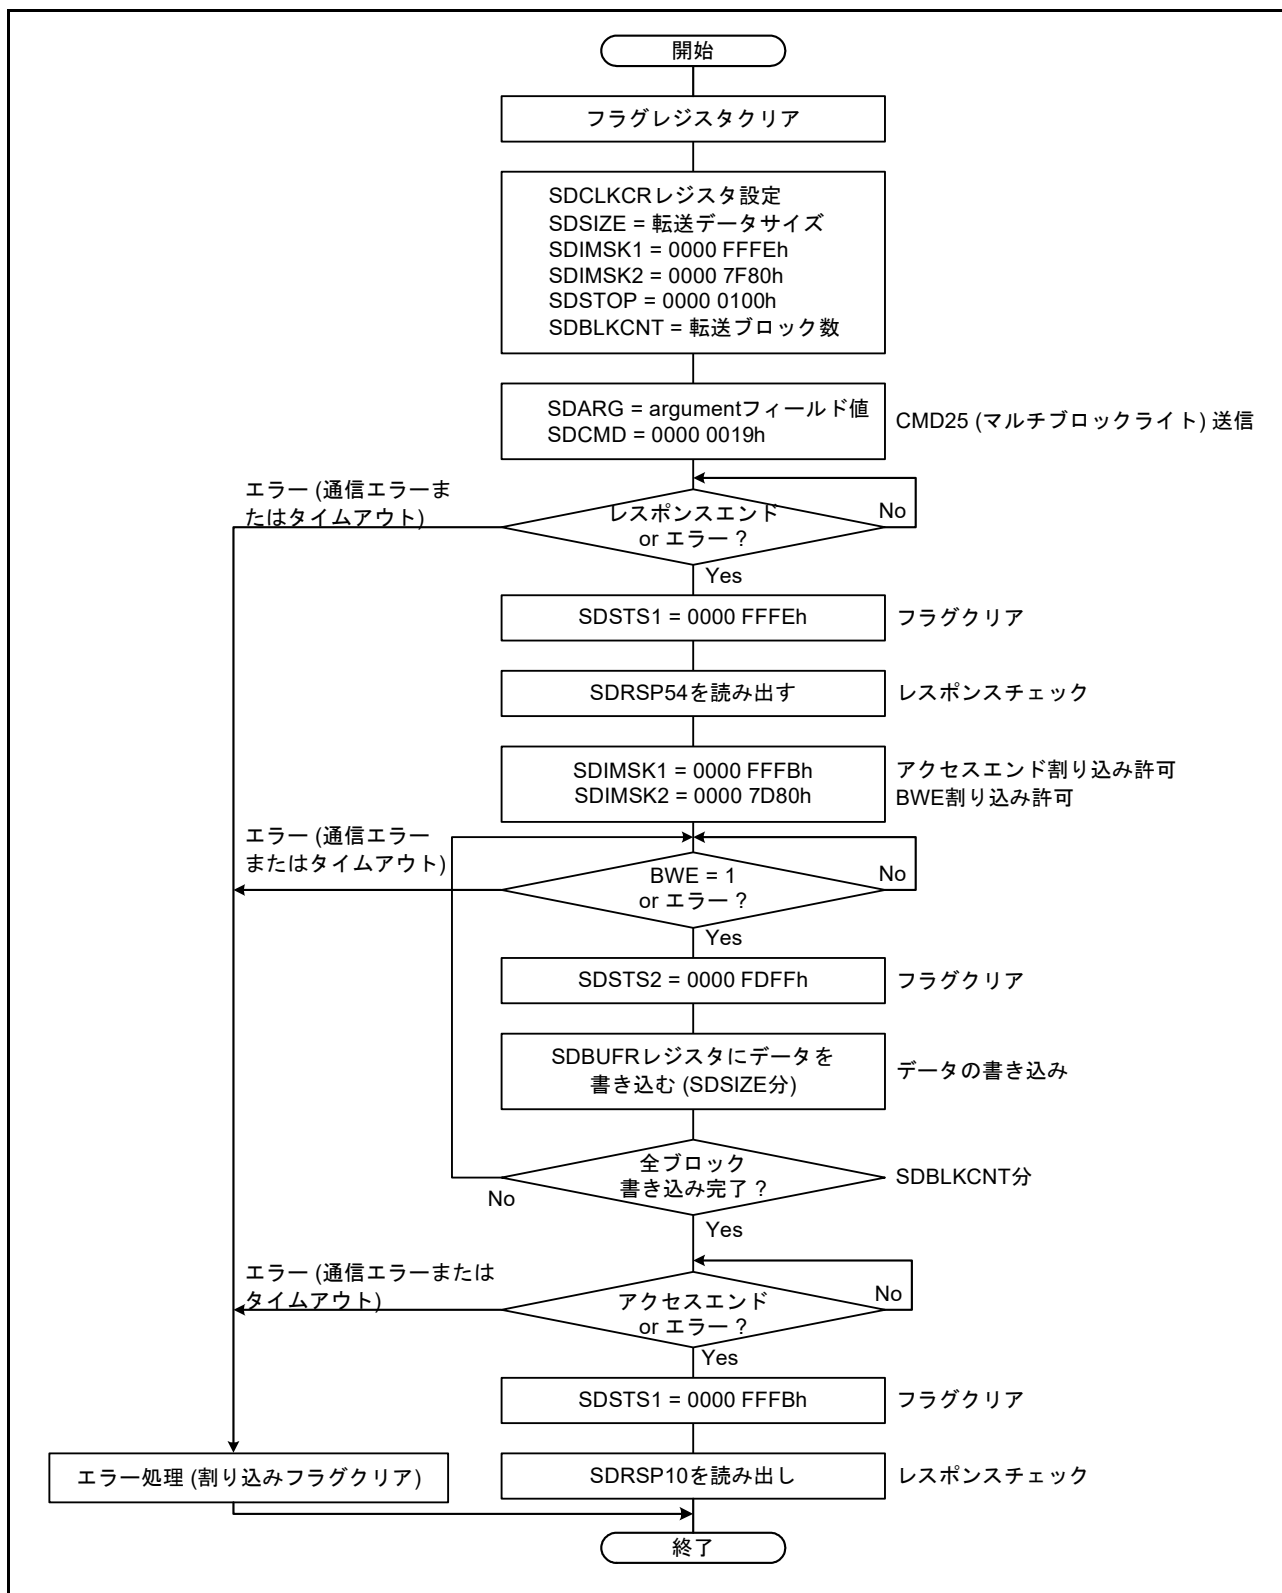 開始
フラグレジスタクリア
SDCLKCRレジスタ設定
SDSIZE = 転送データサイズ
SDIMSK1 = 0000 FFFEh
SDIMSK2 = 0000 7F80h
SDSTOP = 0000 0100h
SDBLKCNT = 転送ブロック数
SDARG = argumentフィールド値
SDCMD = 0000 0019h
CMD25 (マルチブロックライト) 送信
エラー (通信エラーま
たはタイムアウト)
レスポンスエンド
or エラー ?
No
Yes
SDSTS1 = 0000 FFFEh
フラグクリア
SDRSP54を読み出す
レスポンスチェック
SDIMSK1 = 0000 FFFBh
SDIMSK2 = 0000 7D80h
アクセスエンド割り込み許可
BWE割り込み許可
エラー (通信エラー
またはタイムアウト)
BWE = 1
or エラー ?
No
Yes
SDSTS2 = 0000 FDFFh
フラグクリア
SDBUFRレジスタにデータを
書き込む (SDSIZE分)
データの書き込み
全ブロック
書き込み完了 ?
SDBLKCNT分
No
Yes
エラー (通信エラーまたは
タイムアウト)
アクセスエンド
or エラー ?
No
Yes
SDSTS1 = 0000 FFFBh
フラグクリア
エラー処理 (割り込みフラグクリア)
SDRSP10を読み出し
レスポンスチェック
終了